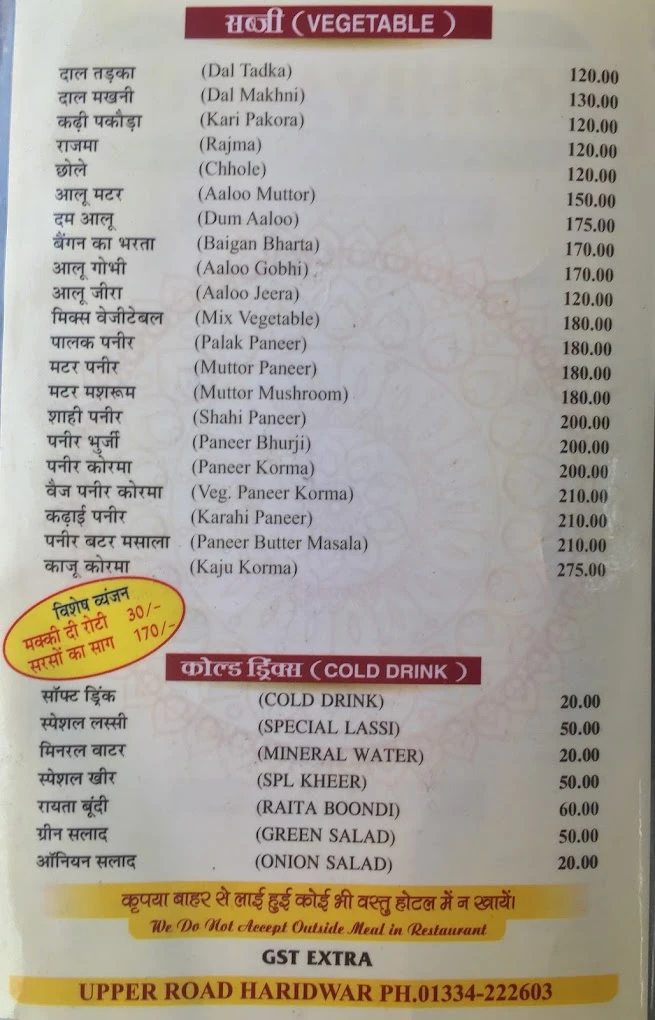 सब्जी (VEGETABLE)
दाल तड़का (Dal Tadka) 120.00
दाल मखनी (Dal Makhni) 130.00
कढ़ी पकौड़ा (Kari Pakora) 120.00
राजमा (Rajma) 120.00
छोले (Chhole) 120.00
आलू मटर (Aaloo Muttor) 150.00
दम आलू (Dum Aaloo) 175.00
बैंगन का भरता (Baigan Bharta) 170.00
आलू गोभी (Aaloo Gobhi) 170.00
आलू जीरा (Aaloo Jeera) 120.00
मिक्स वेजीटेबल (Mix Vegetable) 180.00
पालक पनीर (Palak Paneer) 180.00
मटर पनीर (Muttor Paneer) 180.00
मटर मशरूम (Muttor Mushroom) 180.00
शाही पनीर (Shahi Paneer) 200.00
पनीर भुर्जी (Paneer Bhurji) 200.00
पनीर कोरमा (Paneer Korma) 200.00
वैज पनीर कोरमा (Veg. Paneer Korma) 210.00
कढ़ाई पनीर (Karahi Paneer) 210.00
पनीर बटर मसाला (Paneer Butter Masala) 210.00
काजू कोरमा (Kaju Korma) 275.00
विशेष व्यंजन
मक्की दी रोटी 30/-
सरसों का साग 170/-
कोल्ड ड्रिंक्स (COLD DRINK)
सॉफ्ट ड्रिंक (COLD DRINK) 20.00
स्पेशल लस्सी (SPECIAL LASSI) 50.00
मिनरल वाटर (MINERAL WATER) 20.00
स्पेशल खीर (SPL KHEER) 50.00
रायता बूंदी (RAITA BOONDI) 60.00
ग्रीन सलाद (GREEN SALAD) 50.00
ऑनियन सलाद (ONION SALAD) 20.00
कृपया बाहर से लाई हुई कोई भी वस्तु होटल में न खायें।
We Do Not Accept Outside Meal in Restaurant
GST EXTRA
UPPER ROAD HARIDWAR PH.01334-222603